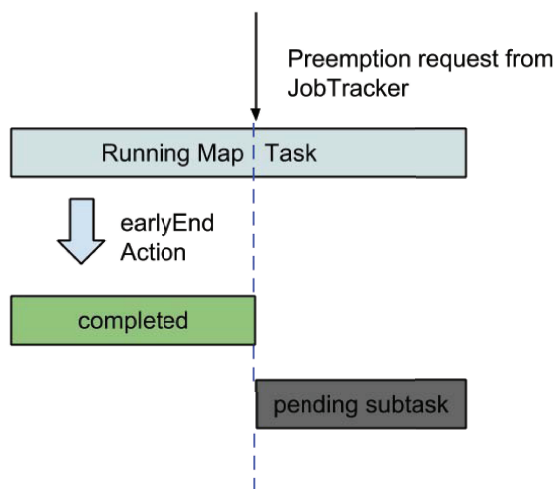 Preemption request from
JobTracker
Running Map Task
earlyEnd
Action
completed
pending subtask